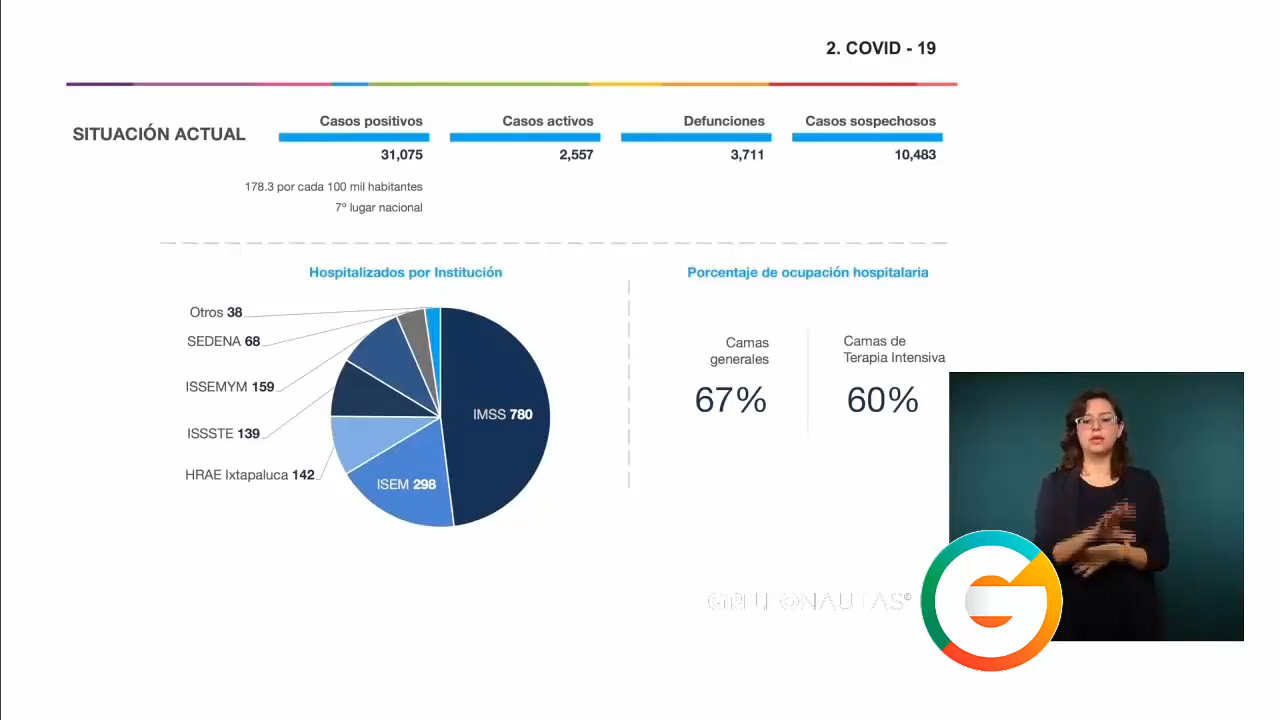 2. COVID - 19
SITUACIÓN ACTUAL
Casos positivos
31,075
178.3 por cada 100 mil habitantes
7º lugar nacional
Casos activos
2,557
Defunciones
3,711
Casos sospechosos
10,483
Hospitalizados por Institución
Otros 38
SEDENA 68
ISSEMYM 159
ISSSTE 139
HRAE Ixtapaluca 142
ISEM 298
IMSS 780
Porcentaje de ocupación hospitalaria
Camas
generales
67%
Camas de
Terapia Intensiva
60%
GRILLONAUTAS®
G